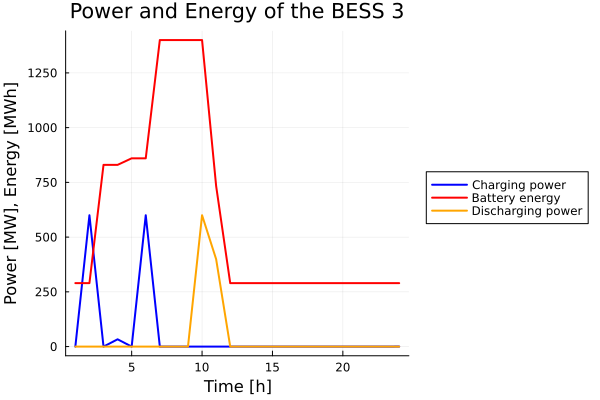 Power and Energy of the BESS 3
Power [MW], Energy [MWh]
1250
1000
750
500
250
0
5
10
15
20
Time [h]
Charging power
Battery energy
Discharging power